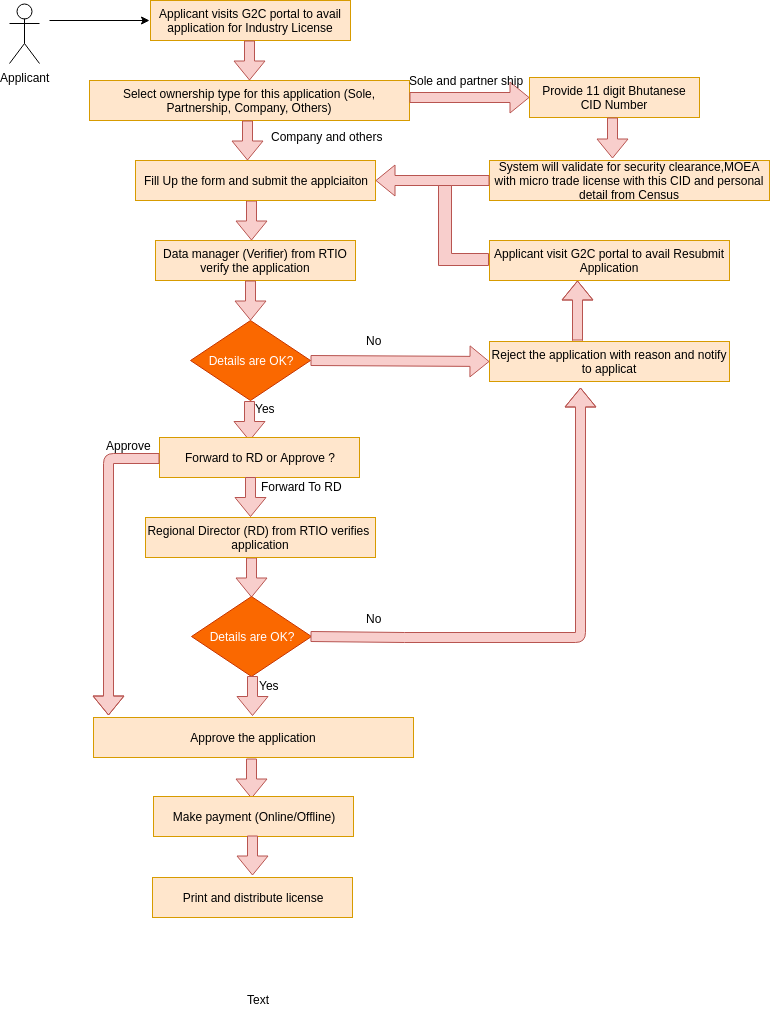 Applicant visits G2C portal to avail
application for Industry License
Applicant
Select ownership type for this application (Sole,
Partnership, Company, Others)
Sole and partner ship
Provide 11 digit Bhutanese
CID Number
Company and others
Fill Up the form and submit the applciaiton
System will validate for security clearance,MOEA
with micro trade license with this CID and personal
detail from Census
Data manager (Verifier) from RTIO
verify the application
Applicant visit G2C portal to avail Resubmit
Application
Details are OK?
No
Reject the application with reason and notify
to applicat
Yes
Approve
Forward to RD or Approve ?
Forward To RD
Regional Director (RD) from RTIO verifies
application
Details are OK?
No
Yes
Approve the application
Make payment (Online/Offline)
Print and distribute license
Text